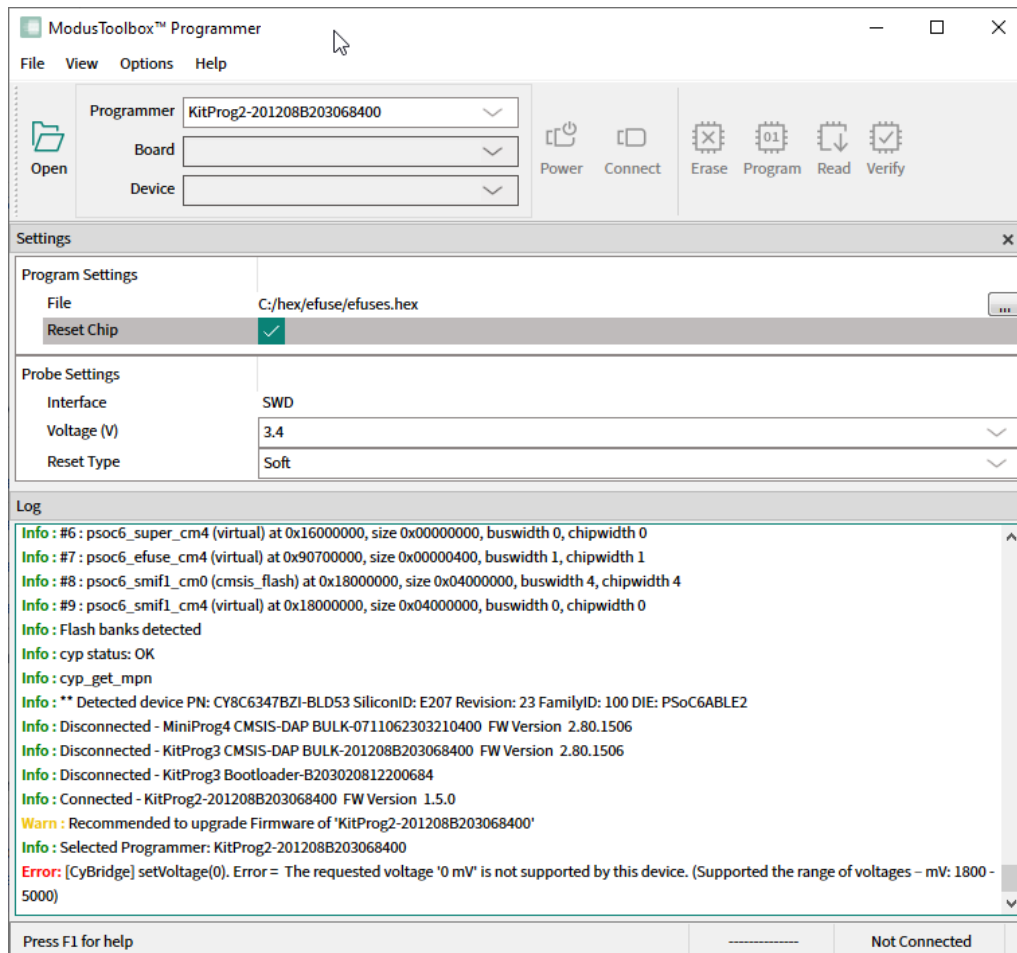 ModusToolbox™ Programmer
File View Options Help
Programmer KitProg2-201208B203068400
Board
Device
Open
Power Connect Erase Program Read Verify
Settings
Program Settings
File C:/hex/efuse/efuses.hex ...
Reset Chip
Probe Settings
Interface SWD
Voltage (V) 3.4
Reset Type Soft
Log
Info : #6 : psoc6_super_cm4 (virtual) at 0x16000000, size 0x00000000, buswidth 0, chipwidth 0
Info : #7 : psoc6_efuse_cm4 (virtual) at 0x90700000, size 0x00000400, buswidth 1, chipwidth 1
Info : #8 : psoc6_smif1_cm0 (cmsis_flash) at 0x18000000, size 0x04000000, buswidth 4, chipwidth 4
Info : #9 : psoc6_smif1_cm4 (virtual) at 0x18000000, size 0x04000000, buswidth 0, chipwidth 0
Info : Flash banks detected
Info : cyp status: OK
Info : cyp_get_mpn
Info : ** Detected device PN: CY8C6347BZI-BLD53 SiliconID: E207 Revision: 23 FamilyID: 100 DIE: PSoC6ABLE2
Info : Disconnected - MiniProg4 CMSIS-DAP BULK-0711062303210400 FW Version 2.80.1506
Info : Disconnected - KitProg3 CMSIS-DAP BULK-201208B203068400 FW Version 2.80.1506
Info : Disconnected - KitProg3 Bootloader-B203020812200684
Info : Connected - KitProg2-201208B203068400 FW Version 1.5.0
Warn : Recommended to upgrade Firmware of 'KitProg2-201208B203068400'
Info : Selected Programmer: KitProg2-201208B203068400
Error: [CyBridge] setVoltage(0). Error = The requested voltage '0 mV' is not supported by this device. (Supported the range of voltages – mV: 1800 -
5000)
Press F1 for help -------------- Not Connected